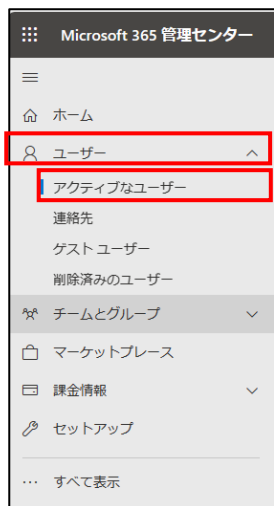 Microsoft 365 管理センター
ホーム
ユーザー
アクティブなユーザー
連絡先
ゲスト ユーザー
削除済みのユーザー
チームとグループ
マーケットプレース
課金情報
セットアップ
… すべて表示